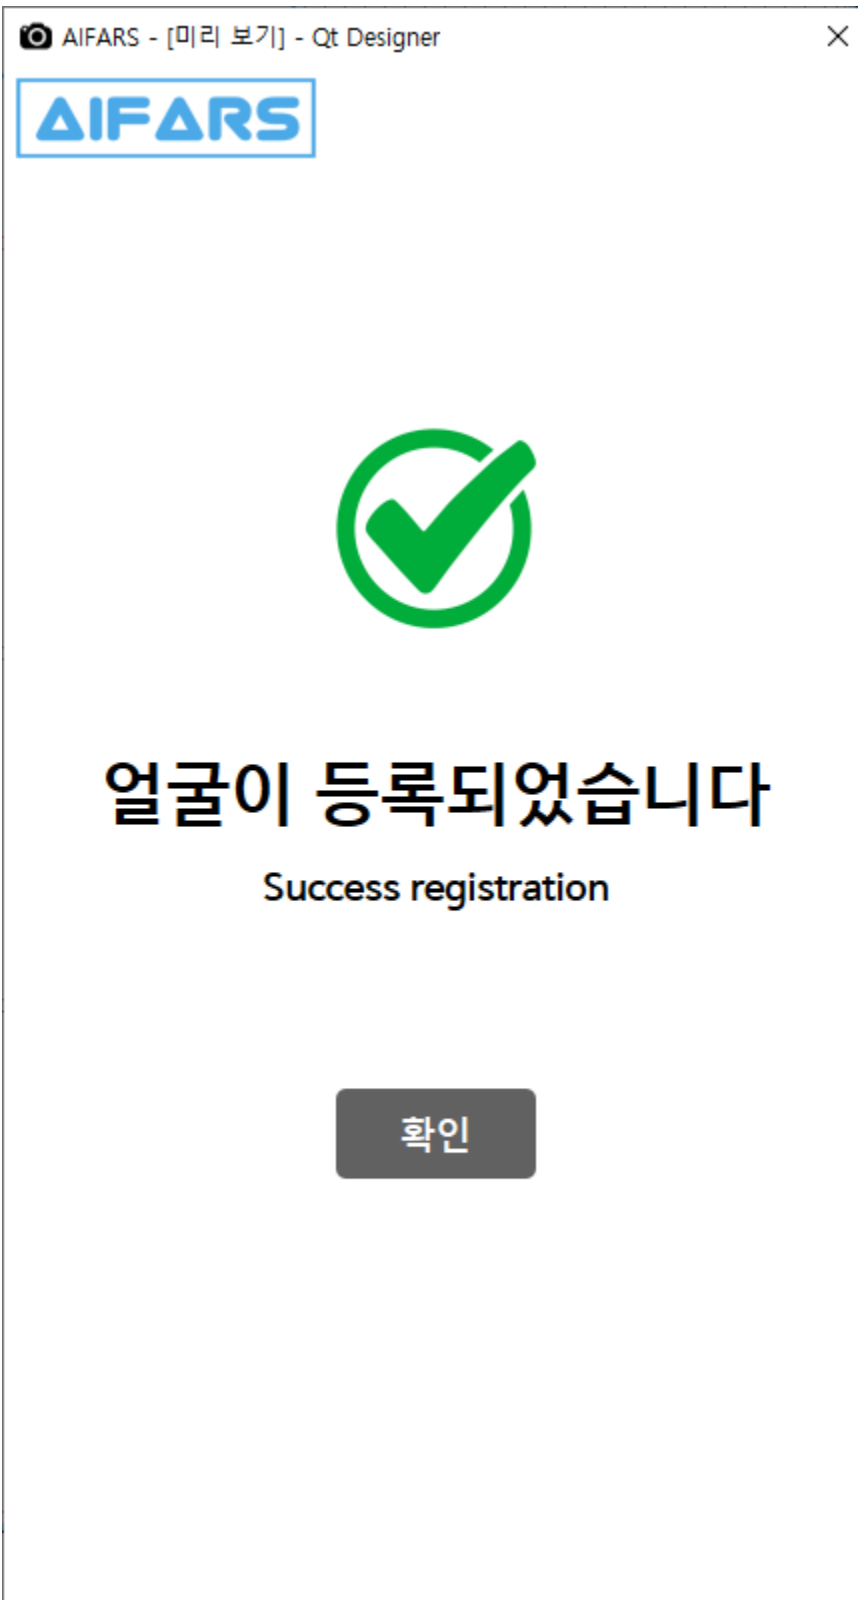 AIFARS - [미리 보기] - Qt Designer
AIFARS
얼굴이 등록되었습니다
Success registration
확인